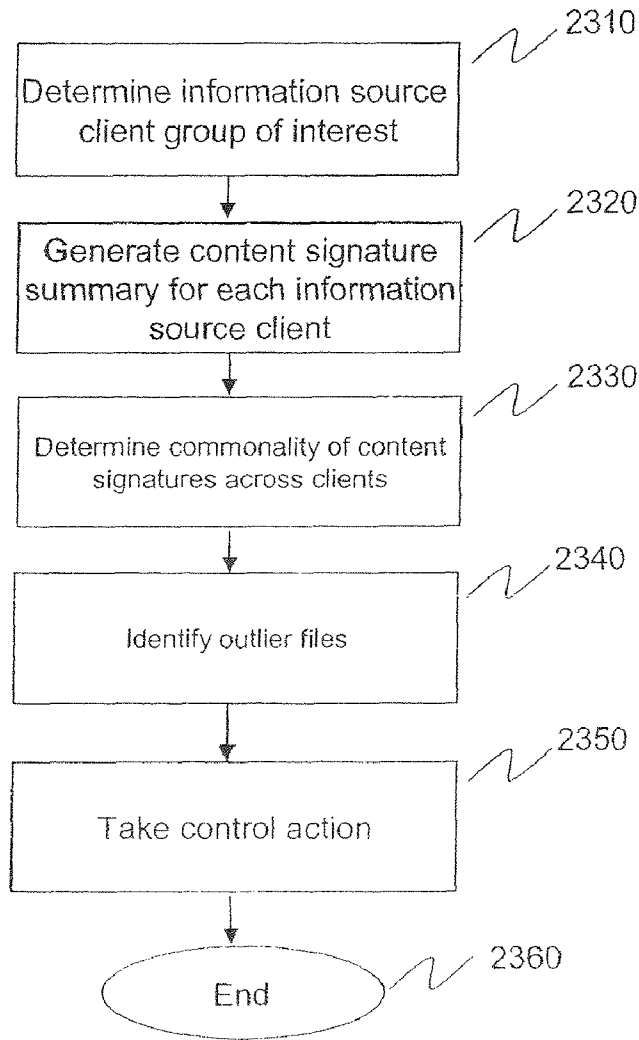 2310
Determine information source
client group of interest
2320
Generate content signature
summary for each information
source client
2330
Determine commonality of content
signatures across clients
2340
Identify outlier files
2350
Take control action
2360
End